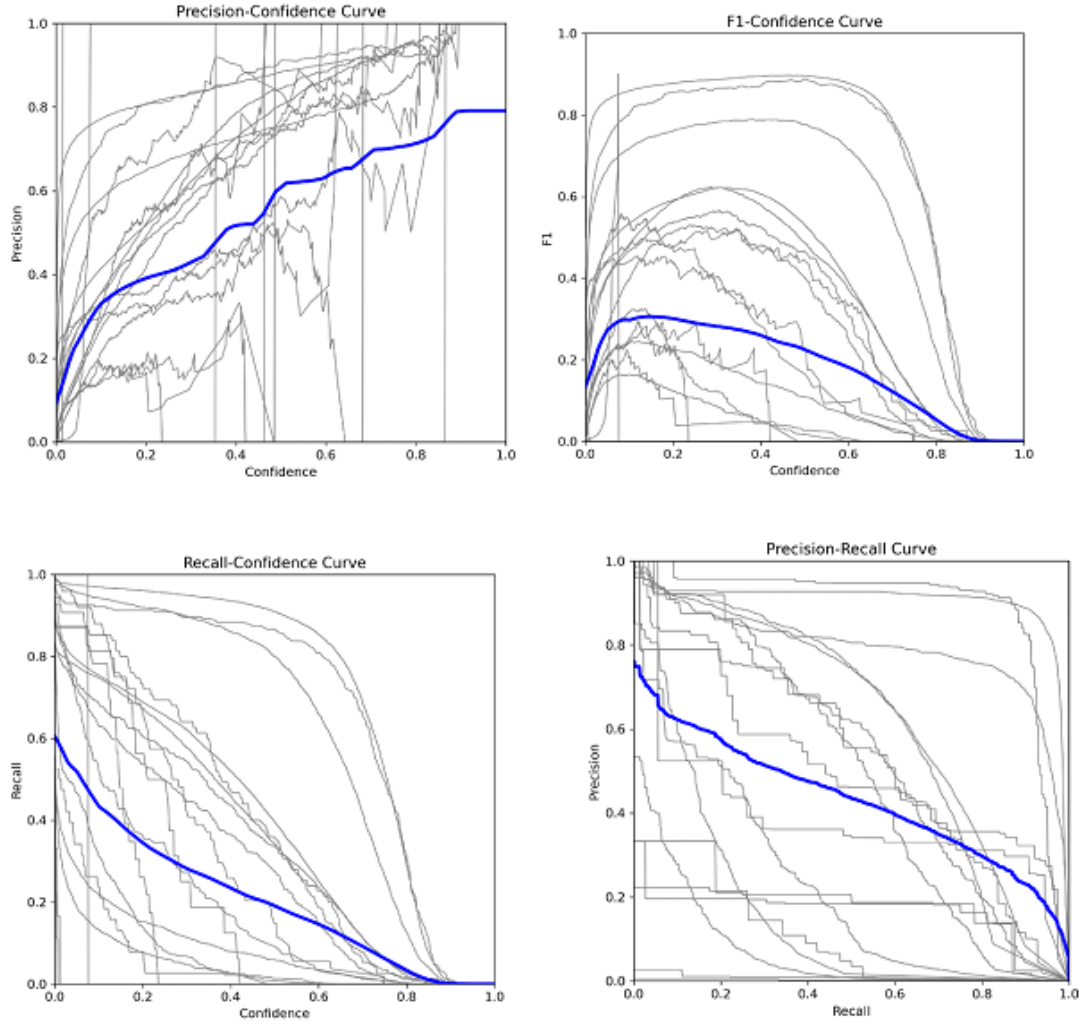 Precision-Confidence Curve
1.0
0.8
0.6
0.4
0.2
0.0
Precision
0.0 0.2 0.4 0.6 0.8 1.0
Confidence
F1-Confidence Curve
1.0
0.8
0.6
0.4
0.2
0.0
F1
0.0 0.2 0.4 0.6 0.8 1.0
Confidence
Recall-Confidence Curve
1.0
0.8
0.6
0.4
0.2
0.0
Recall
0.0 0.2 0.4 0.6 0.8 1.0
Confidence
Precision-Recall Curve
1.0
0.8
0.6
0.4
0.2
0.0
Precision
0.0 0.2 0.4 0.6 0.8 1.0
Recall